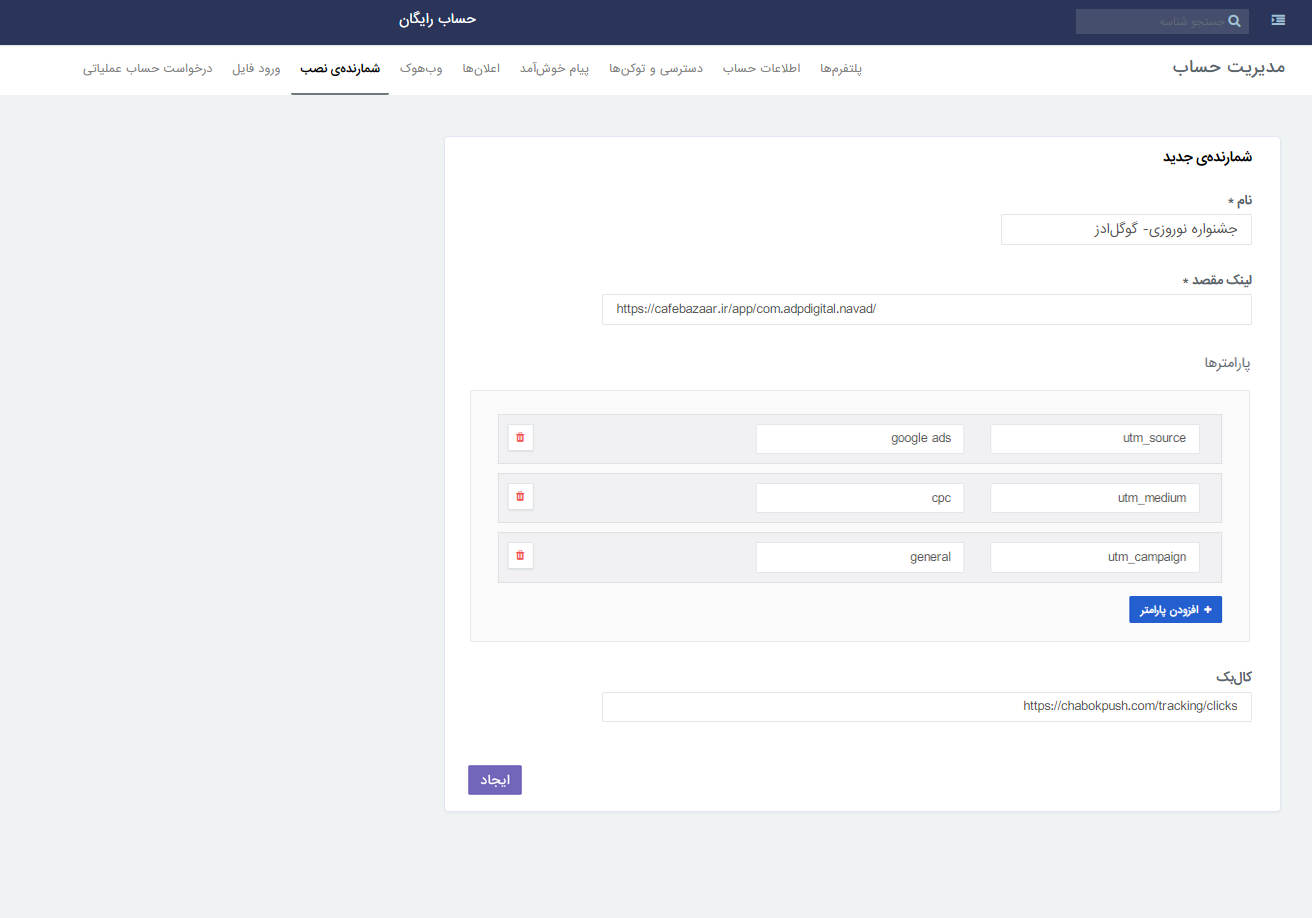 جستجو شناسه
حساب رایگان
مدیریت حساب
پلتفرم‌ها
اطلاعات حساب
دسترسی و توکن‌ها
پیام خوش‌آمد
اعلان‌ها
وب‌هوک
شمارنده‌ی نصب
ورود فایل
درخواست حساب عملیاتی
شمارنده‌ی جدید
نام *
جشنواره نوروزی- گوگل‌ادز
لینک مقصد *
https://cafebazaar.ir/app/com.adpdigital.navad/
پارامترها
utm_source
google ads
utm_medium
cpc
utm_campaign
general
+ افزودن پارامتر
کال‌بک
https://chabokpush.com/tracking/clicks
ایجاد